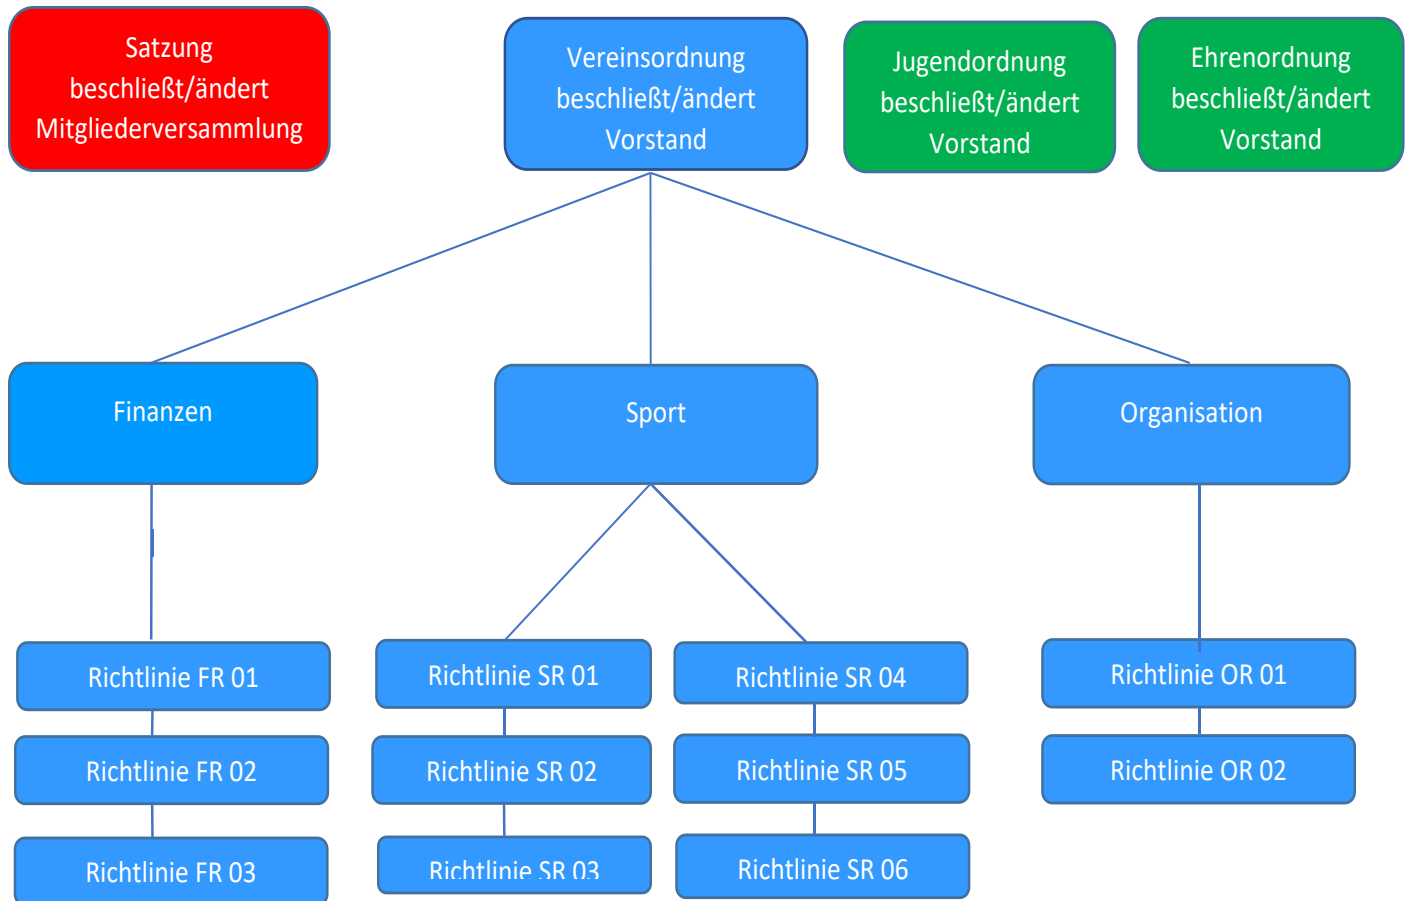 Satzung
beschließt/ändert
Mitgliederversammlung
Vereinsordnung
beschließt/ändert
Vorstand
Jugendordnung
beschließt/ändert
Vorstand
Ehrenordnung
beschließt/ändert
Vorstand
Finanzen
Sport
Organisation
Richtlinie FR 01
Richtlinie SR 01
Richtlinie SR 04
Richtlinie OR 01
Richtlinie FR 02
Richtlinie SR 02
Richtlinie SR 05
Richtlinie OR 02
Richtlinie FR 03
Richtlinie SR 03
Richtlinie SR 06